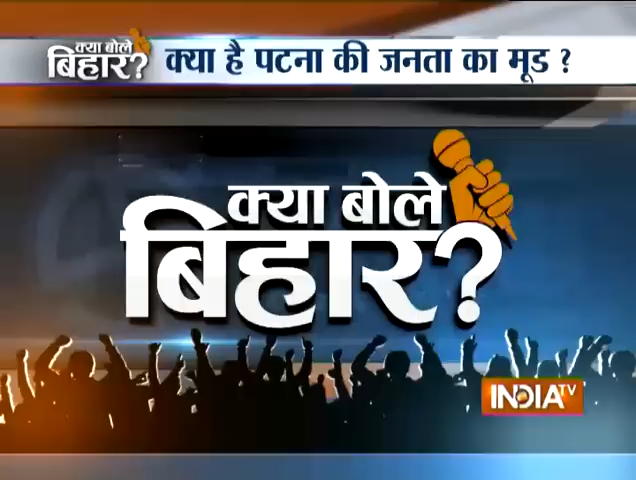 क्या बोले
बिहार?
क्या है पटना की जनता का मूड ?
क्या बोले
बिहार?
INDIA TV